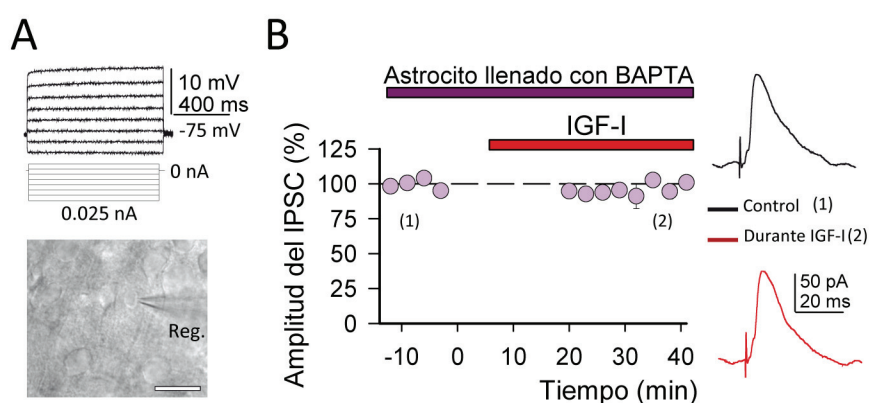 A
10 mV
400 ms
-75 mV
0 nA
0.025 nA
Reg.
B
Astrocito llenado con BAPTA
IGF-I
Amplitud del IPSC (%)
125
100
75
50
25
0
(1)
(2)
-10 0 10 20 30 40
Tiempo (min)
Control (1)
Durante IGF-I (2)
50 pA
20 ms